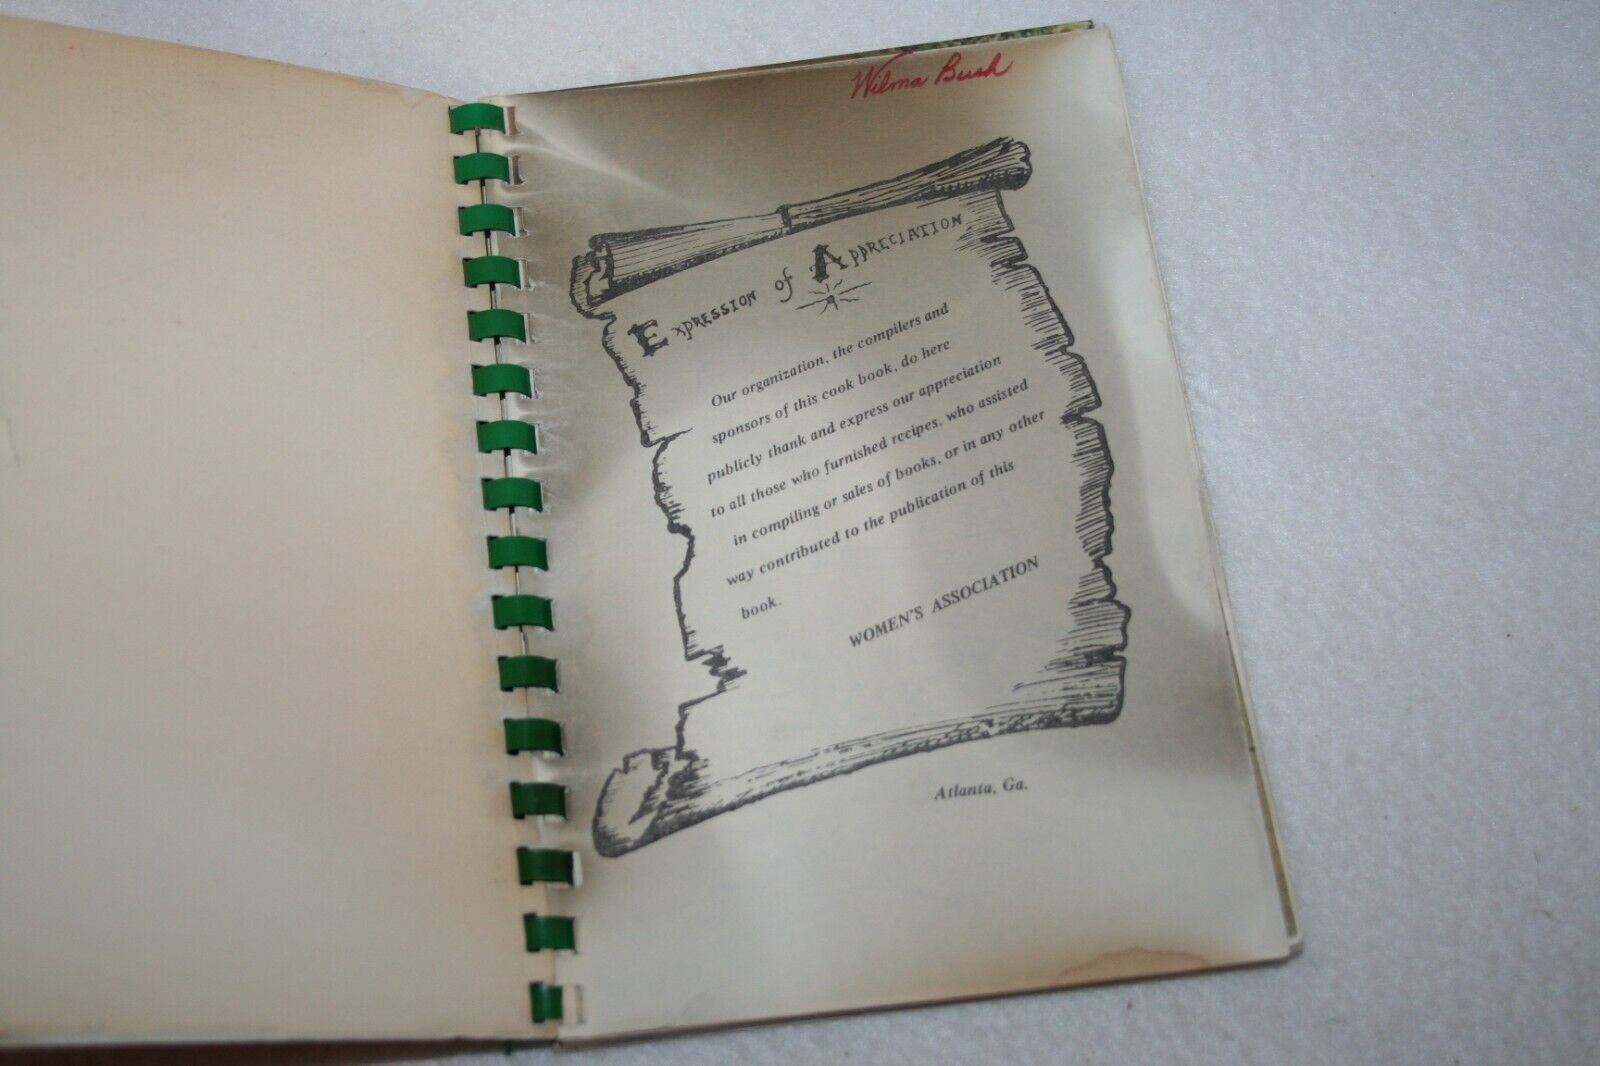 Wilma Bush
Expression of Appreciation
Our organization, the compilers and
sponsors of this cook book, do here
publicly thank and express our appreciation
to all those who furnished recipes, who assisted
in compiling or sales of books, or in any other
way contributed to the publication of this
book.
WOMEN'S ASSOCIATION
Atlanta, Ga.